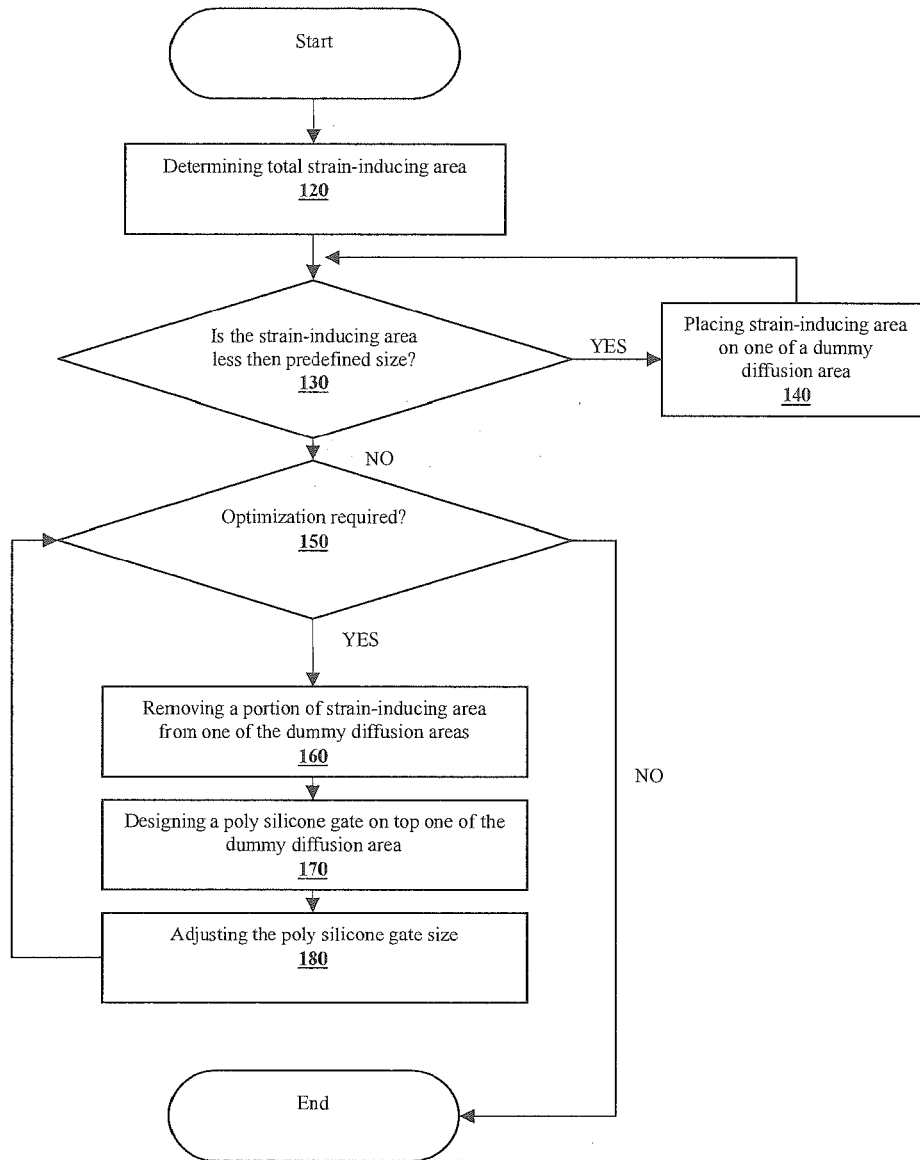 Start
Determining total strain-inducing area
120
Is the strain-inducing area
less then predefined size?
130
YES
Placing strain-inducing area
on one of a dummy
diffusion area
140
NO
Optimization required?
150
YES
Removing a portion of strain-inducing area
from one of the dummy diffusion areas
160
NO
Designing a poly silicone gate on top one of the
dummy diffusion area
170
Adjusting the poly silicone gate size
180
End